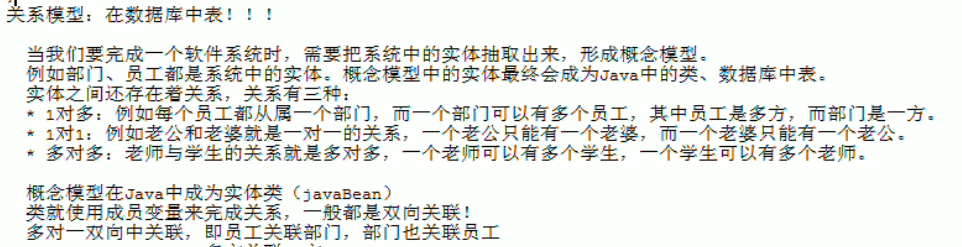 关系模型：在数据库中表！！！
当我们要完成一个软件系统时，需要把系统中的实体抽取出来，形成概念模型。
例如部门、员工都是系统中的实体。概念模型中的实体最终会成为Java中的类、数据库中表。
实体之间还存在着关系，关系有三种：
* 1对多：例如每个员工都从属一个部门，而一个部门可以有多个员工，其中员工是多方，而部门是一方。
* 1对1：例如老公和老婆就是一对一的关系，一个老公只能有一个老婆，而一个老婆只能有一个老公。
* 多对多：老师与学生的关系就是多对多，一个老师可以有多个学生，一个学生可以有多个老师。
概念模型在Java中成为实体类（javaBean）
类就使用成员变量来完成关系，一般都是双向关联！
多对一双向中关联，即员工关联部门，部门也关联员工